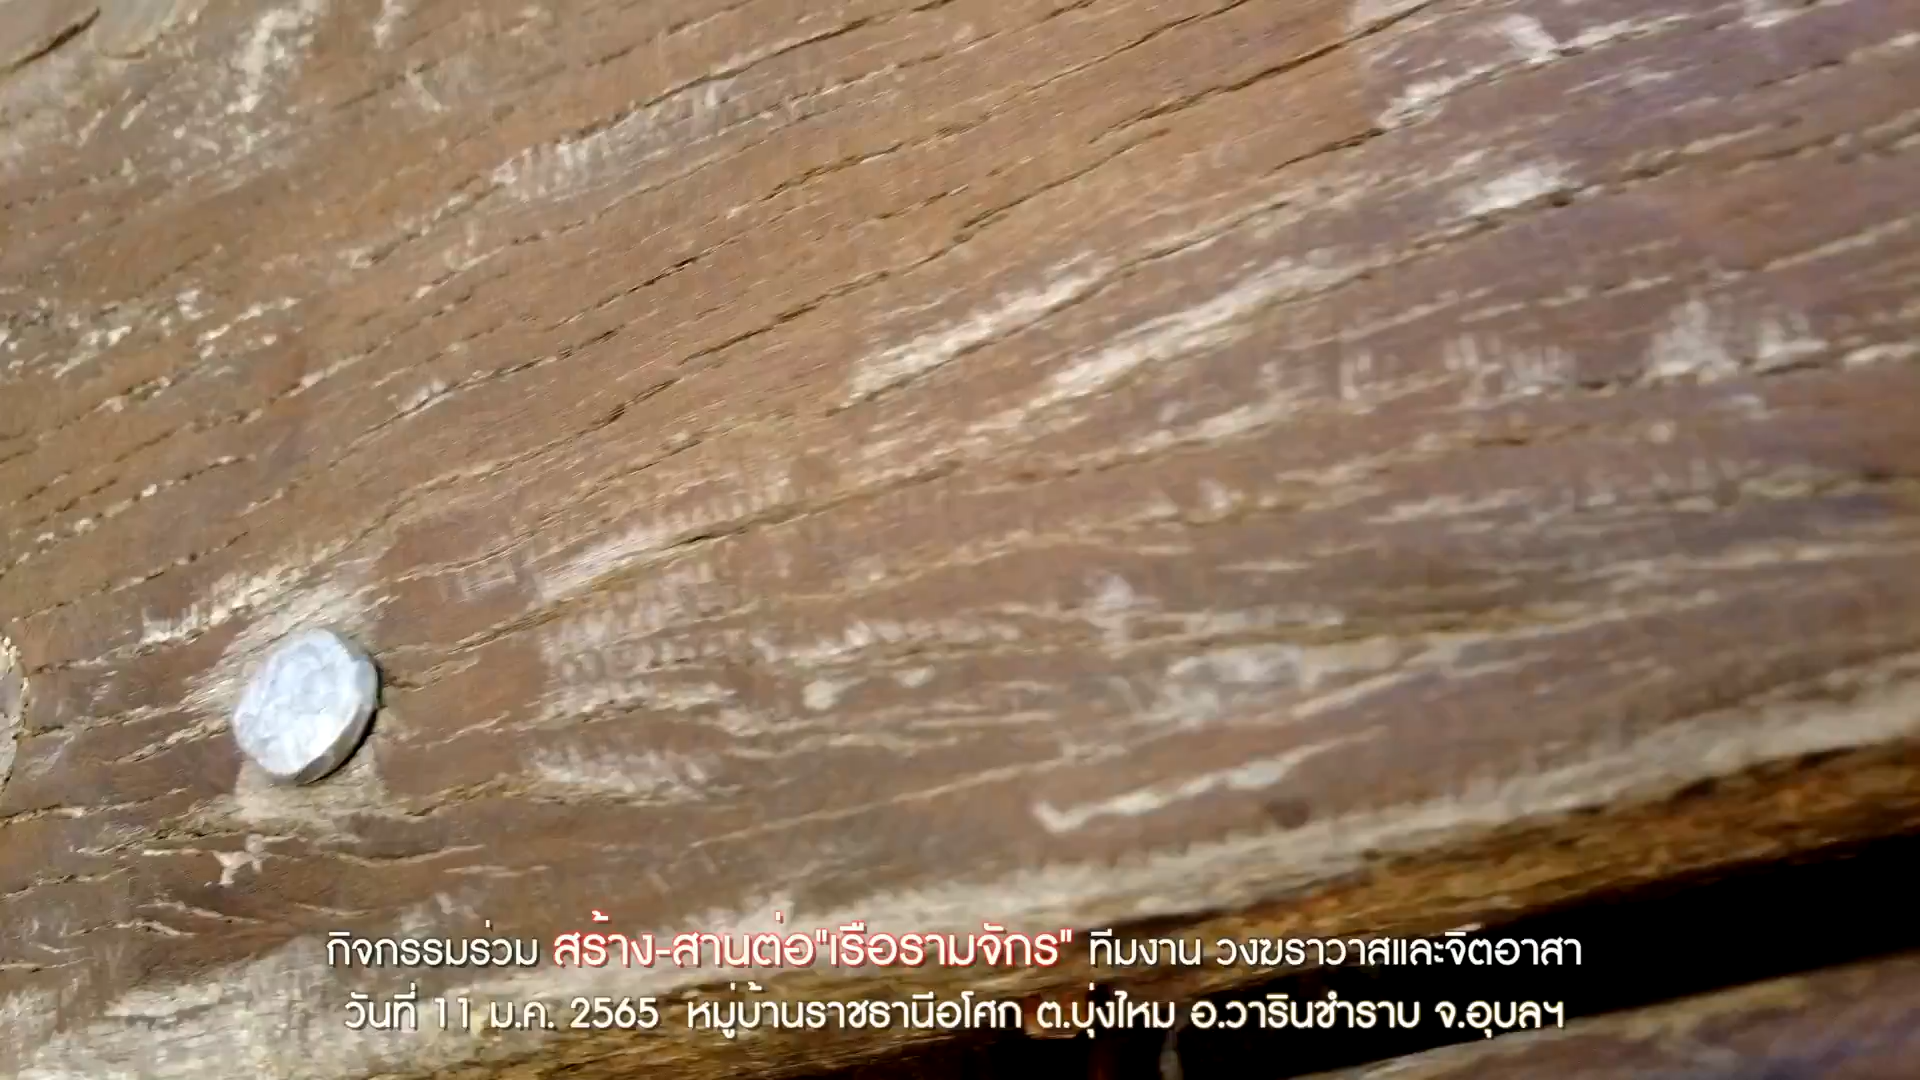 กิจกรรมร่วม สร้าง-สานต่อ"เรือรามจักร" ทีมงาน วงฆราวาสและจิตอาสา
วันที่ 11 ม.ค. 2565 หมู่บ้านราชธานีอโศก ต.บุ่งไหม อ.วารินชำราบ จ.อุบลฯ